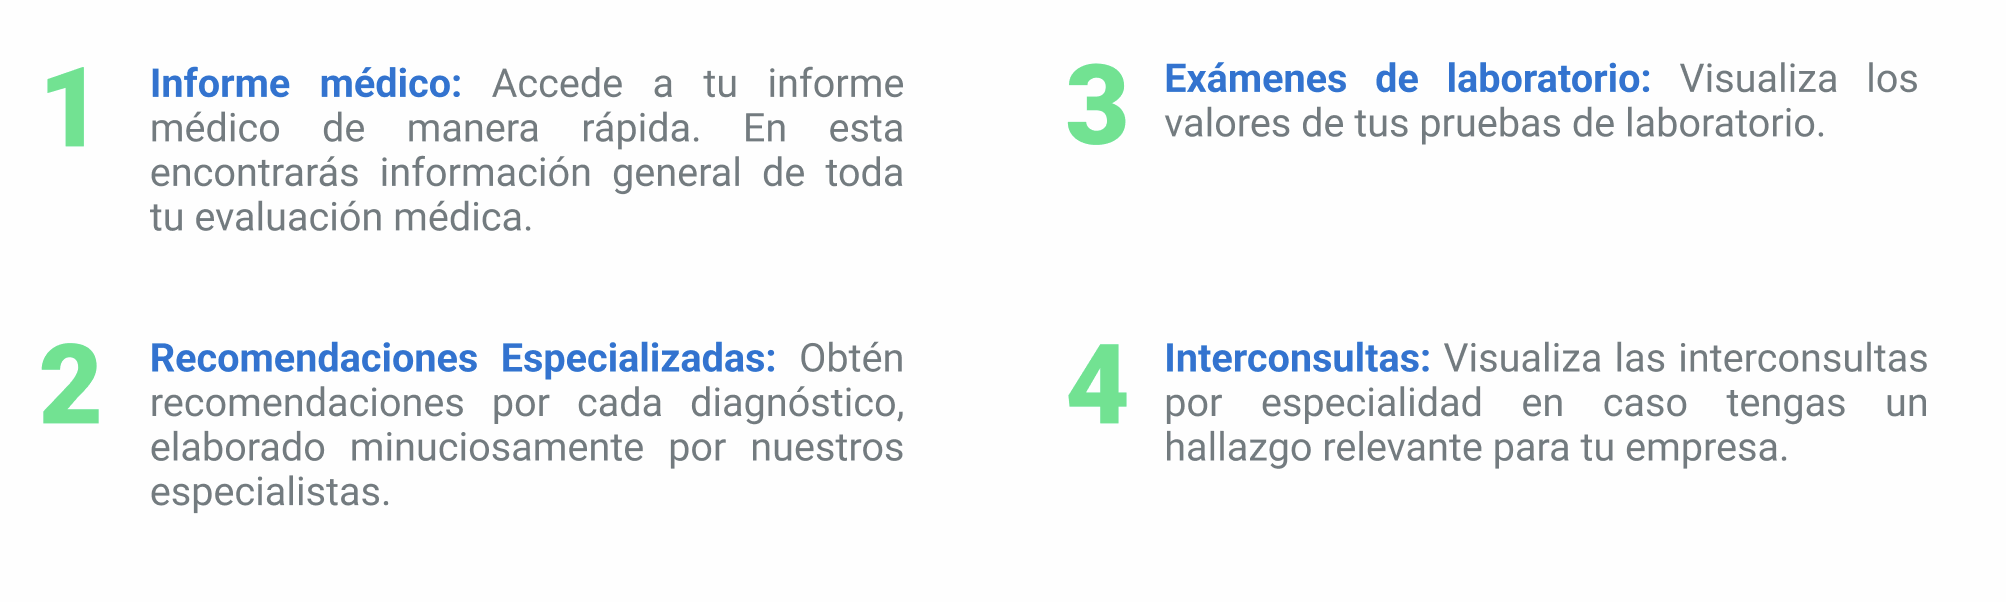 1
Informe médico: Accede a tu informe
médico de manera rápida. En esta
encontrarás información general de toda
tu evaluación médica.
2
Recomendaciones Especializadas: Obtén
recomendaciones por cada diagnóstico,
elaborado minuciosamente por nuestros
especialistas.
3
Exámenes de laboratorio: Visualiza los
valores de tus pruebas de laboratorio.
4
Interconsultas: Visualiza las interconsultas
por especialidad en caso tengas un
hallazgo relevante para tu empresa.